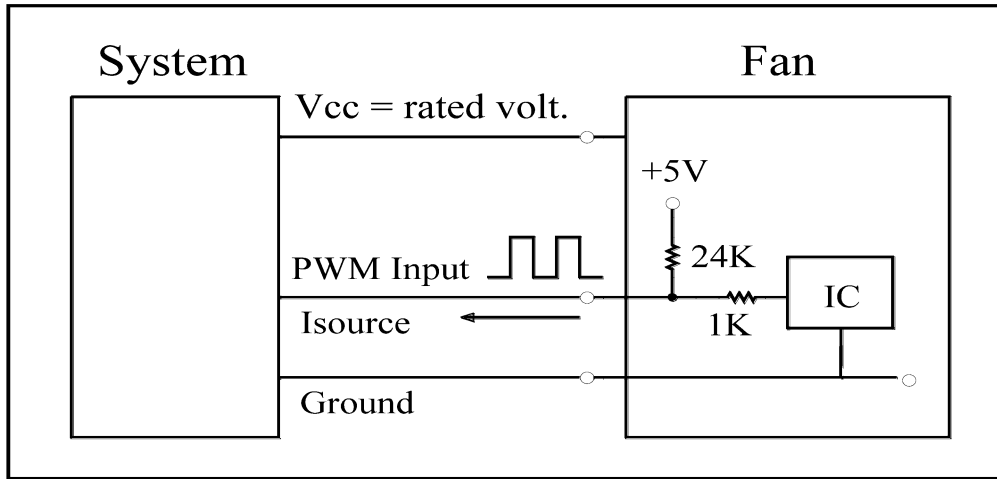 System
Fan
Vcc = rated volt.
+5V
24K
PWM Input
IC
1K
Isource
Ground